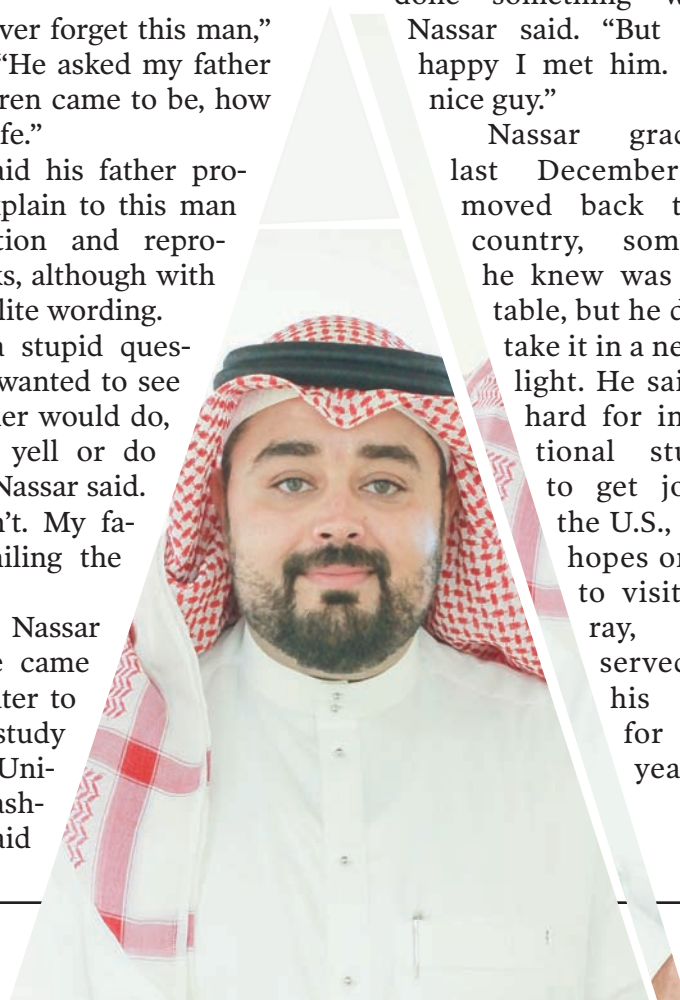 ver forget this man,”
“He asked my father
ren came to be, how
fe.”
aid his father pro-
plain to this man
tion and repro-
ks, although with
lite wording.
a stupid ques-
wanted to see
her would do,
yell or do
Nassar said.
n’t. My fa-
miling the
Nassar
e came
ter to
study
Uni-
ash-
aid
done something w
Nassar said. “But
happy I met him.
nice guy.”
Nassar grad
last December
moved back t
country, som
he knew was
table, but he d
take it in a ne
light. He sai
hard for in
tional stu
to get jo
the U.S.,
hopes on
to visit
ray,
served
his
for
yea